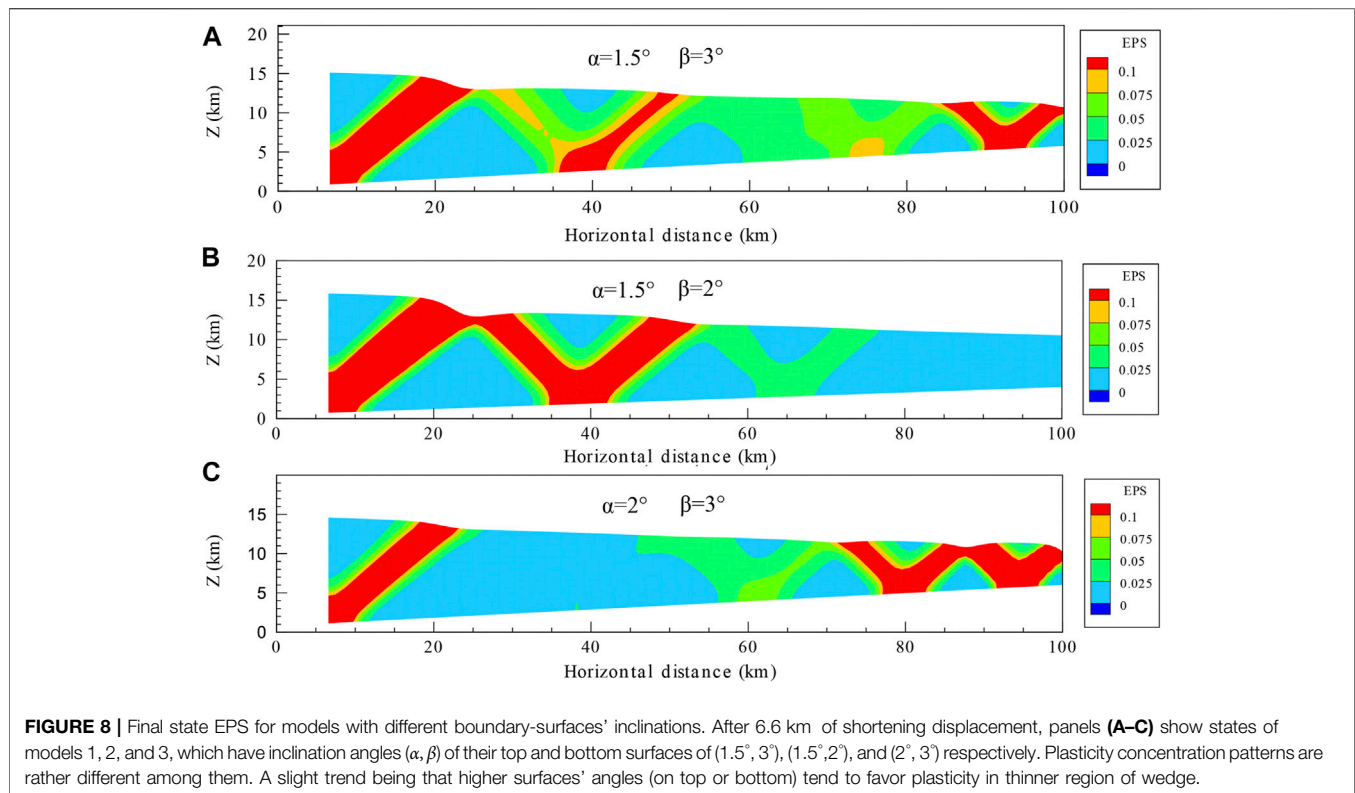 A
α=1.5° β=3°
Z (km)
20
15
10
5
0
0 20 40 60 80 100
Horizontal distance (km)
EPS
0.1
0.075
0.05
0.025
0
B
α=1.5° β=2°
Z (km)
20
15
10
5
0
0 20 40 60 80 100
Horizontal distance (km)
EPS
0.1
0.075
0.05
0.025
0
C
α=2° β=3°
Z (km)
15
10
5
0
0 20 40 60 80 100
Horizontal distance (km)
EPS
0.1
0.075
0.05
0.025
0
FIGURE 8 | Final state EPS for models with different boundary-surfaces' inclinations. After 6.6 km of shortening displacement, panels (A–C) show states of
models 1, 2, and 3, which have inclination angles (α, β) of their top and bottom surfaces of (1.5°, 3°), (1.5°,2°), and (2°, 3°) respectively. Plasticity concentration patterns are
rather different among them. A slight trend being that higher surfaces' angles (on top or bottom) tend to favor plasticity in thinner region of wedge.